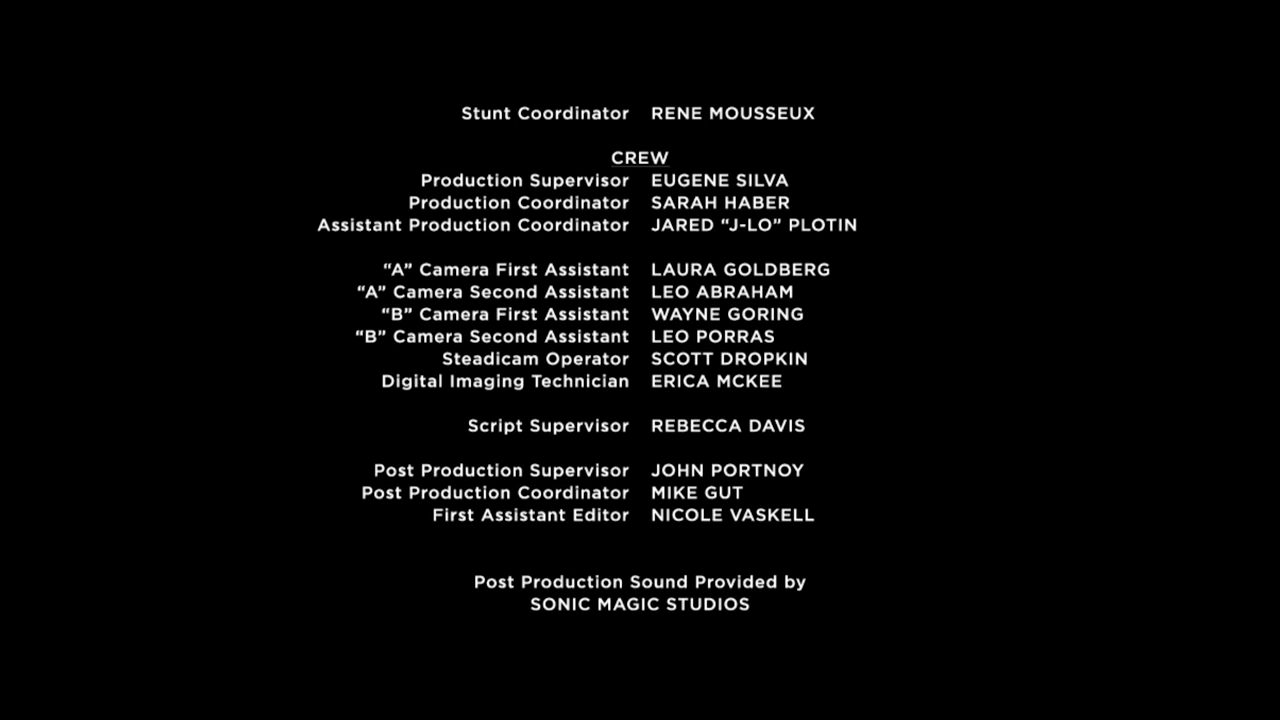 Stunt Coordinator RENE MOUSSEUX
CREW
Production Supervisor EUGENE SILVA
Production Coordinator SARAH HABER
Assistant Production Coordinator JARED “J-LO” PLOTIN
“A” Camera First Assistant LAURA GOLDBERG
“A” Camera Second Assistant LEO ABRAHAM
“B” Camera First Assistant WAYNE GORING
“B” Camera Second Assistant LEO PORRAS
Steadicam Operator SCOTT DROPKIN
Digital Imaging Technician ERICA MCKEE
Script Supervisor REBECCA DAVIS
Post Production Supervisor JOHN PORTNOY
Post Production Coordinator MIKE GUT
First Assistant Editor NICOLE VASKELL
Post Production Sound Provided by
SONIC MAGIC STUDIOS